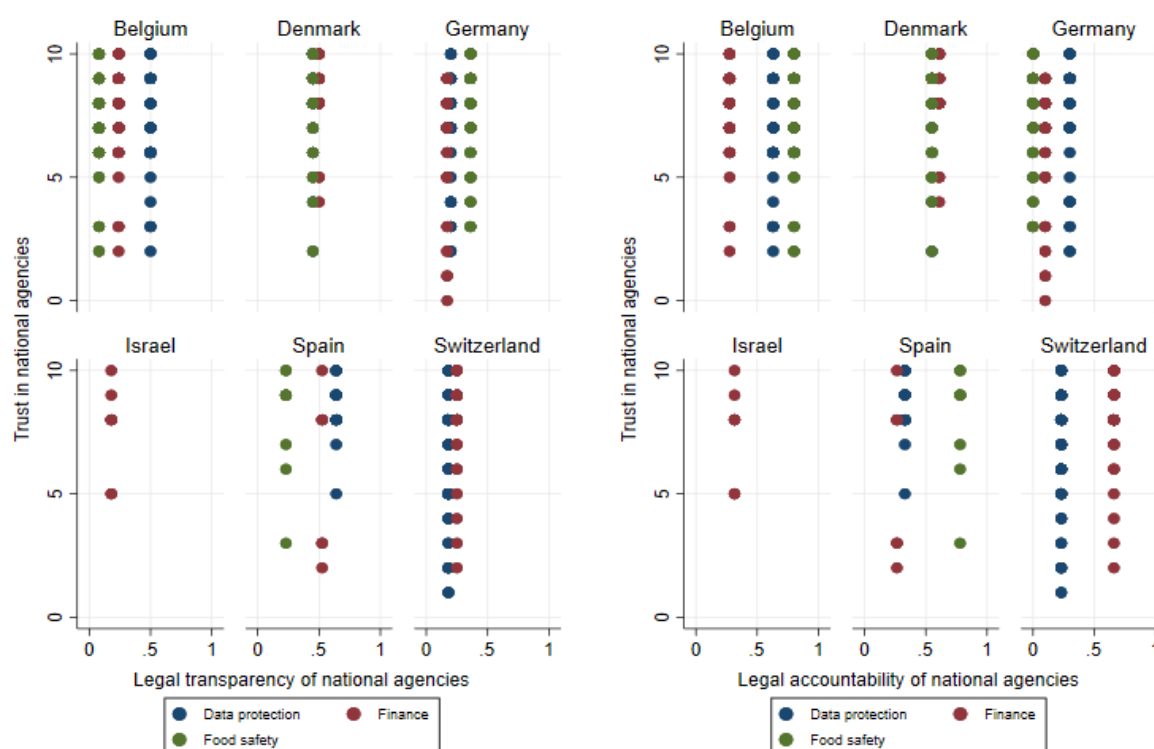 Belgium Denmark Germany
10
5
0
Trust in national agencies
Israel Spain Switzerland
10
5
0
0 .5 1 0 .5 1 0 .5 1
Legal transparency of national agencies
Data protection Finance
Food safety
Belgium Denmark Germany
10
5
0
Trust in national agencies
Israel Spain Switzerland
10
5
0
0 .5 1 0 .5 1 0 .5 1
Legal accountability of national agencies
Data protection Finance
Food safety